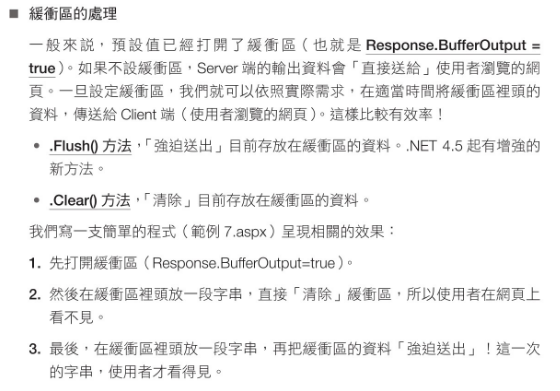 ■ 緩衝區的處理
一般來說，預設值已經打開了緩衝區（也就是 Response.BufferOutput =
true）。如果不設緩衝區，Server 端的輸出資料會「直接送給」使用者瀏覽的網
頁。一旦設定緩衝區，我們就可以依照實際需求，在適當時間將緩衝區裡頭的
資料，傳送給 Client 端（使用者瀏覽的網頁）。這樣比較有效率！
• .Flush() 方法，「強迫送出」目前存放在緩衝區的資料。.NET 4.5 起有增強的
新方法。
• .Clear() 方法，「清除」目前存放在緩衝區的資料。
我們寫一支簡單的程式（範例 7.aspx）呈現相關的效果：
1. 先打開緩衝區（Response.BufferOutput=true）。
2. 然後在緩衝區裡頭放一段字串，直接「清除」緩衝區，所以使用者在網頁上
看不見。
3. 最後，在緩衝區裡頭放一段字串，再把緩衝區的資料「強迫送出」！這一次
的字串，使用者才看得見。